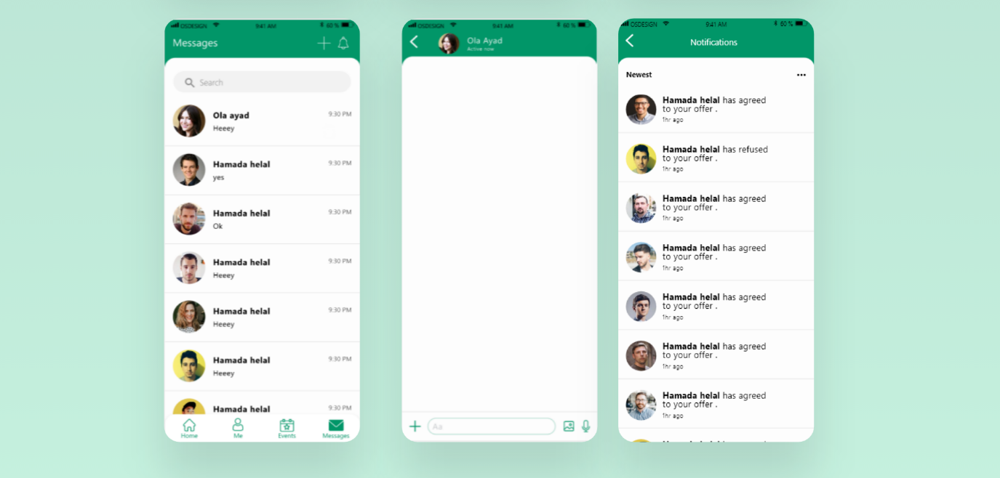 OSDESIGN 9:41 AM 60 %
Messages
Search
Ola ayad 9:30 PM
Heeey
Hamada helal 9:30 PM
yes
Hamada helal 9:30 PM
Ok
Hamada helal 9:30 PM
Heeey
Hamada helal 9:30 PM
Heeey
Hamada helal 9:30 PM
Heeey
Hamada helal 9:30 PM
Home Me Events Messages
OSDESIGN 9:41 AM 60 %
Ola Ayad
Active now
Aa
OSDESIGN 9:41 AM 60 %
Notifications
Newest
Hamada helal has agreed
to your offer .
1hr ago
Hamada helal has refused
to your offer .
1hr ago
Hamada helal has agreed
to your offer .
1hr ago
Hamada helal has agreed
to your offer .
1hr ago
Hamada helal has agreed
to your offer .
1hr ago
Hamada helal has agreed
to your offer .
1hr ago
Hamada helal has agreed
to your offer .
1hr ago